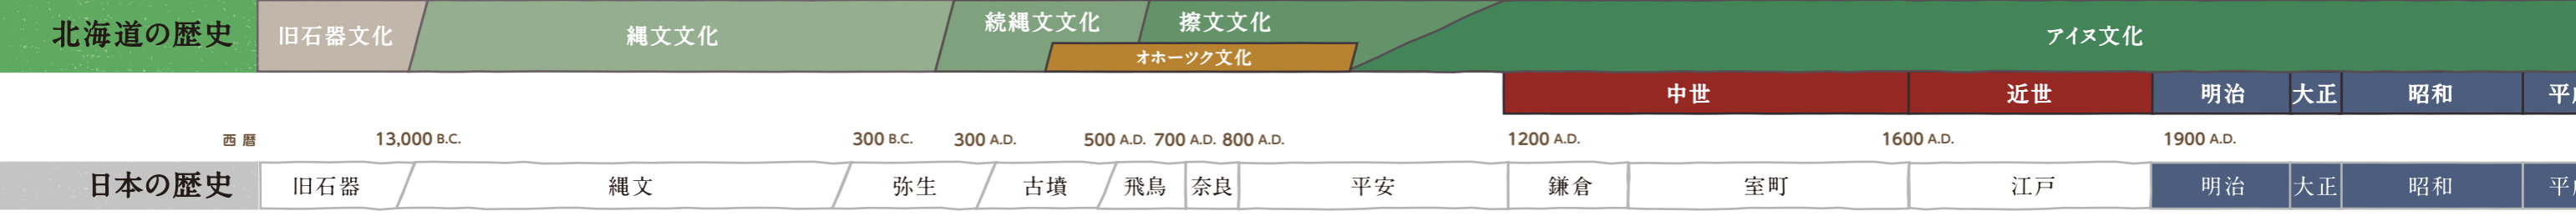 北海道の歴史
旧石器文化 縄文文化 続縄文文化 擦文文化 アイヌ文化
オホーツク文化
中世 近世 明治 大正 昭和
西暦 13,000 B.C. 300 B.C. 300 A.D. 500 A.D. 700 A.D. 800 A.D. 1200 A.D. 1600 A.D. 1900 A.D.
日本の歴史 旧石器 縄文 弥生 古墳 飛鳥 奈良 平安 鎌倉 室町 江戸 明治 大正 昭和